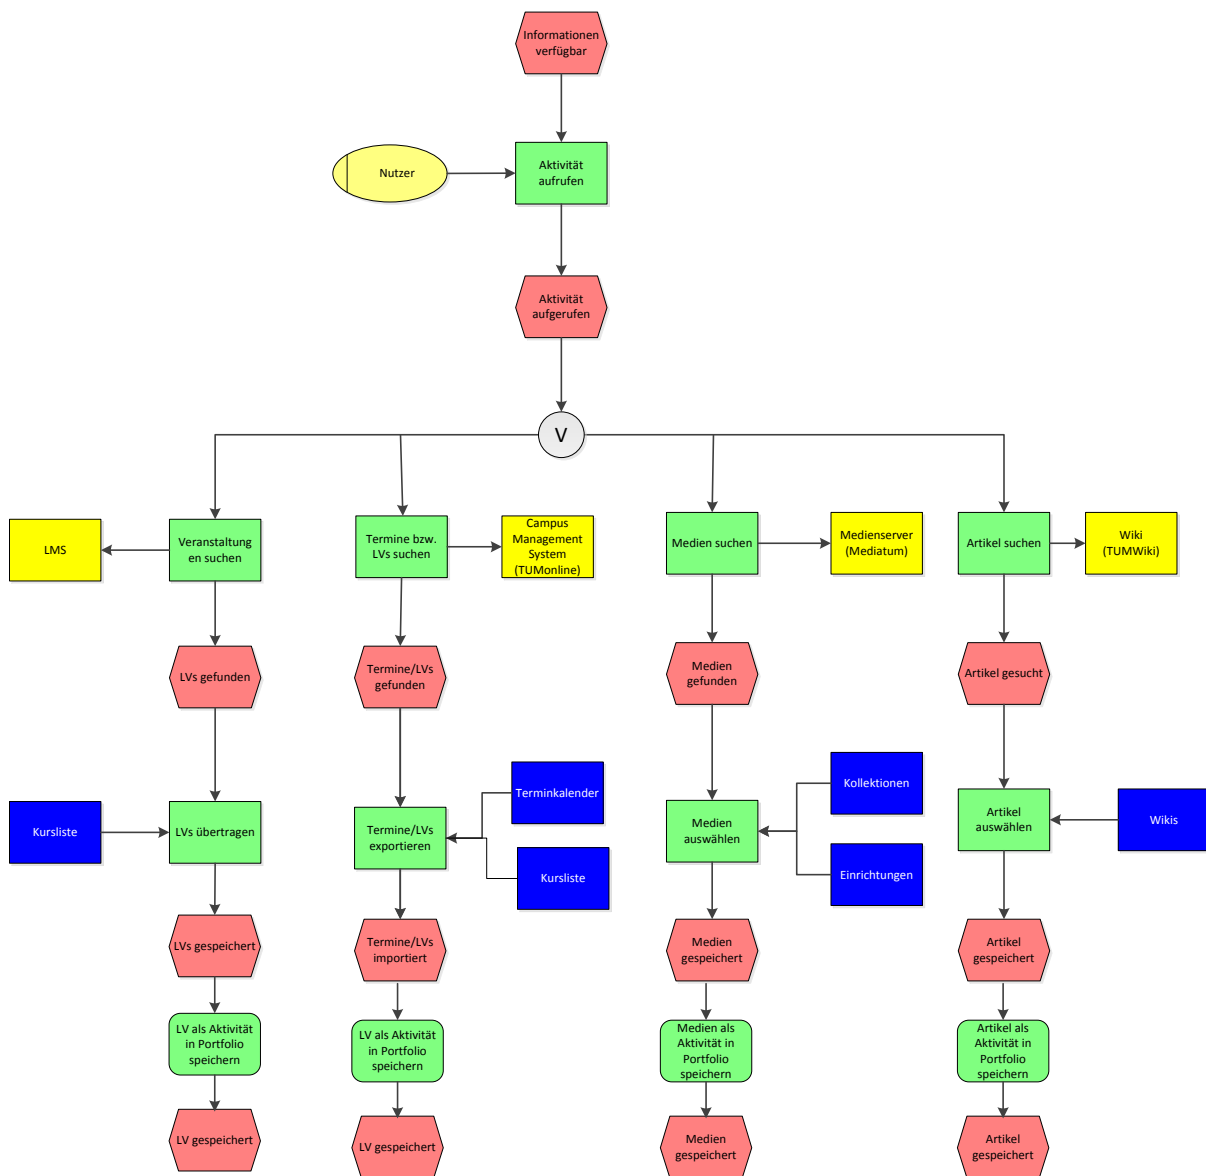 Informationen
verfügbar
Nutzer
Aktivität
aufrufen
Aktivität
aufgerufen
V
LMS
Veranstaltung
en suchen
Termine bzw.
LVs suchen
Campus
Management
System
(TUMonline)
Medien suchen
Medienserver
(Mediatum)
Artikel suchen
Wiki
(TUMWiki)
LVs gefunden
Termine/LVs
gefunden
Medien
gefunden
Artikel gesucht
Kursliste
LVs übertragen
Termine/LVs
exportieren
Terminkalender
Kursliste
Medien
auswählen
Kollektionen
Einrichtungen
Artikel
auswählen
Wikis
LVs gespeichert
Termine/LVs
importiert
Medien
gespeichert
Artikel
gespeichert
LV als Aktivität
in Portfolio
speichern
LV als Aktivität
in Portfolio
speichern
Medien als
Aktivität in
Portfolio
speichern
Artikel als
Aktivität in
Portfolio
speichern
LV gespeichert
LV gespeichert
Medien
gespeichert
Artikel
gespeichert